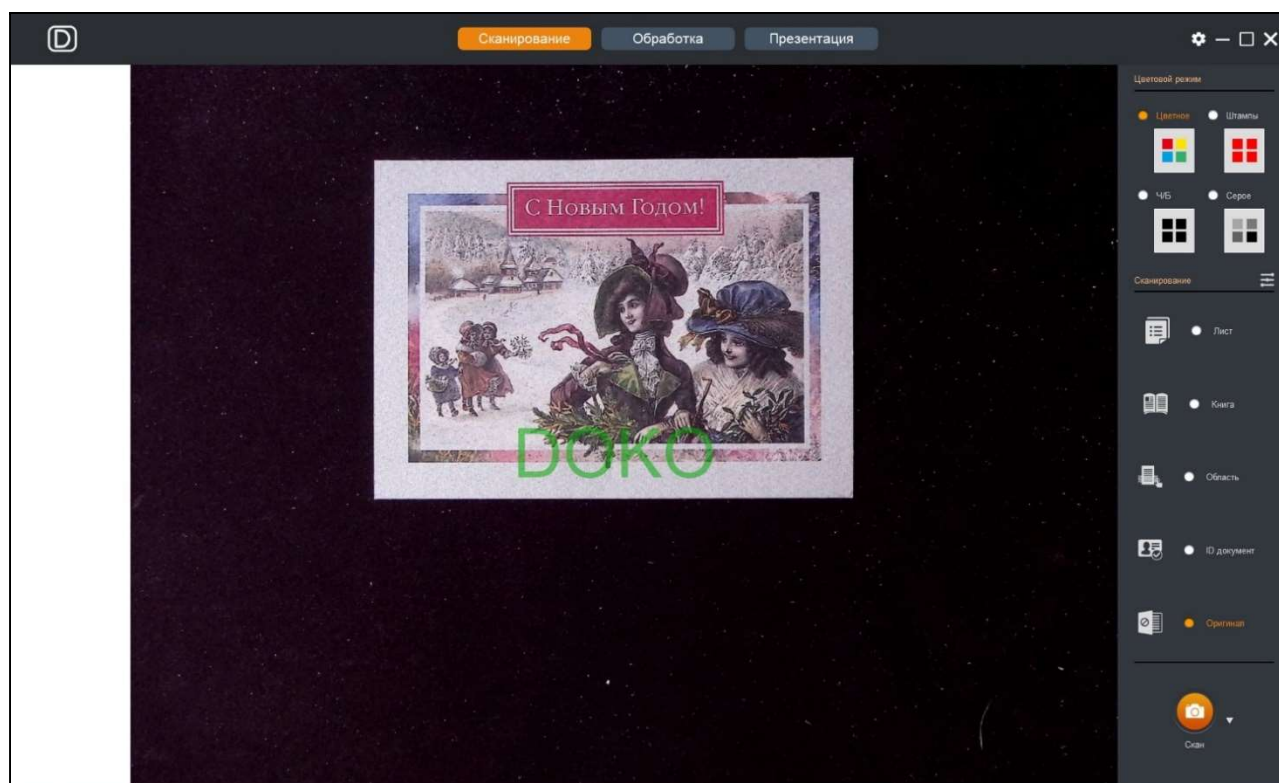 D
Сканирование Обработка Презентация
Цветовой режим
Цветное Штампы
Ч/Б Серое
Сканирование
Лист
Книга
Область
ID документ
Оригинал
Скан
С Новым Годом!
DOKO